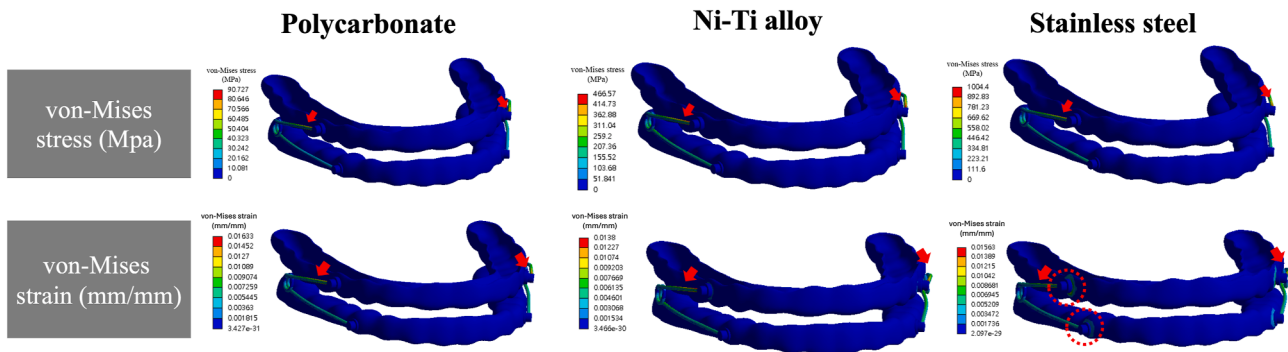 Polycarbonate
Ni-Ti alloy
Stainless steel
von-Mises
stress (Mpa)
von-Mises stress
(MPa)
90.727
80.646
70.566
60.485
50.404
40.323
30.242
20.162
10.081
0
von-Mises stress
(MPa)
466.57
414.73
362.88
311.04
259.2
207.36
155.52
103.68
51.841
0
von-Mises stress
(MPa)
1004.4
892.83
781.23
669.62
558.02
446.42
334.81
223.21
111.6
0
von-Mises
strain (mm/mm)
von-Mises strain
(mm/mm)
0.01633
0.01452
0.0127
0.01089
0.009074
0.007259
0.005445
0.00363
0.001815
3.427e-31
von-Mises strain
(mm/mm)
0.0138
0.01227
0.01074
0.009203
0.007669
0.006135
0.004601
0.003068
0.001534
3.466e-30
von-Mises strain
(mm/mm)
0.01563
0.01389
0.01215
0.01042
0.008681
0.006945
0.005209
0.003472
0.001736
2.097e-29